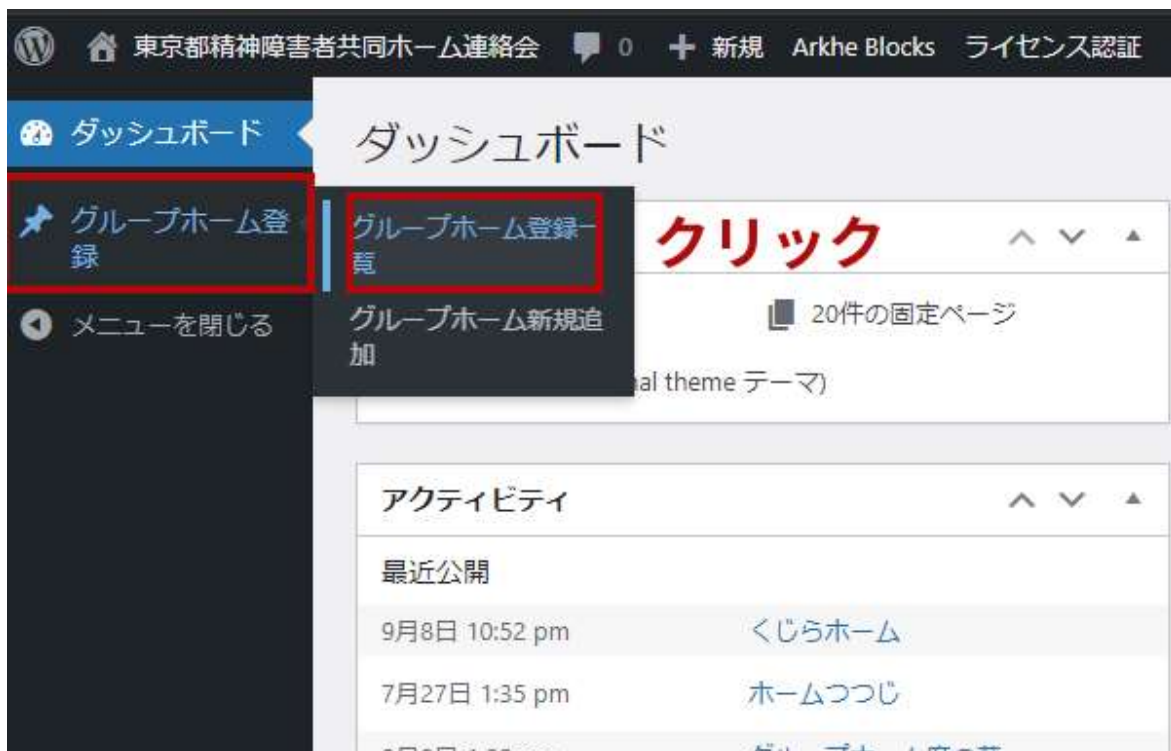 東京都精神障害者共同ホーム連絡会 0 新規 Arkhe Blocks ライセンス認証
ダッシュボード
ダッシュボード
グループホーム登
録
グループホーム登録一
覧
クリック
グループホーム新規追
加
メニューを閉じる
20件の固定ページ
nal theme テーマ)
アクティビティ
最近公開
9月8日 10:52 pm くじらホーム
7月27日 1:35 pm ホームつつじ